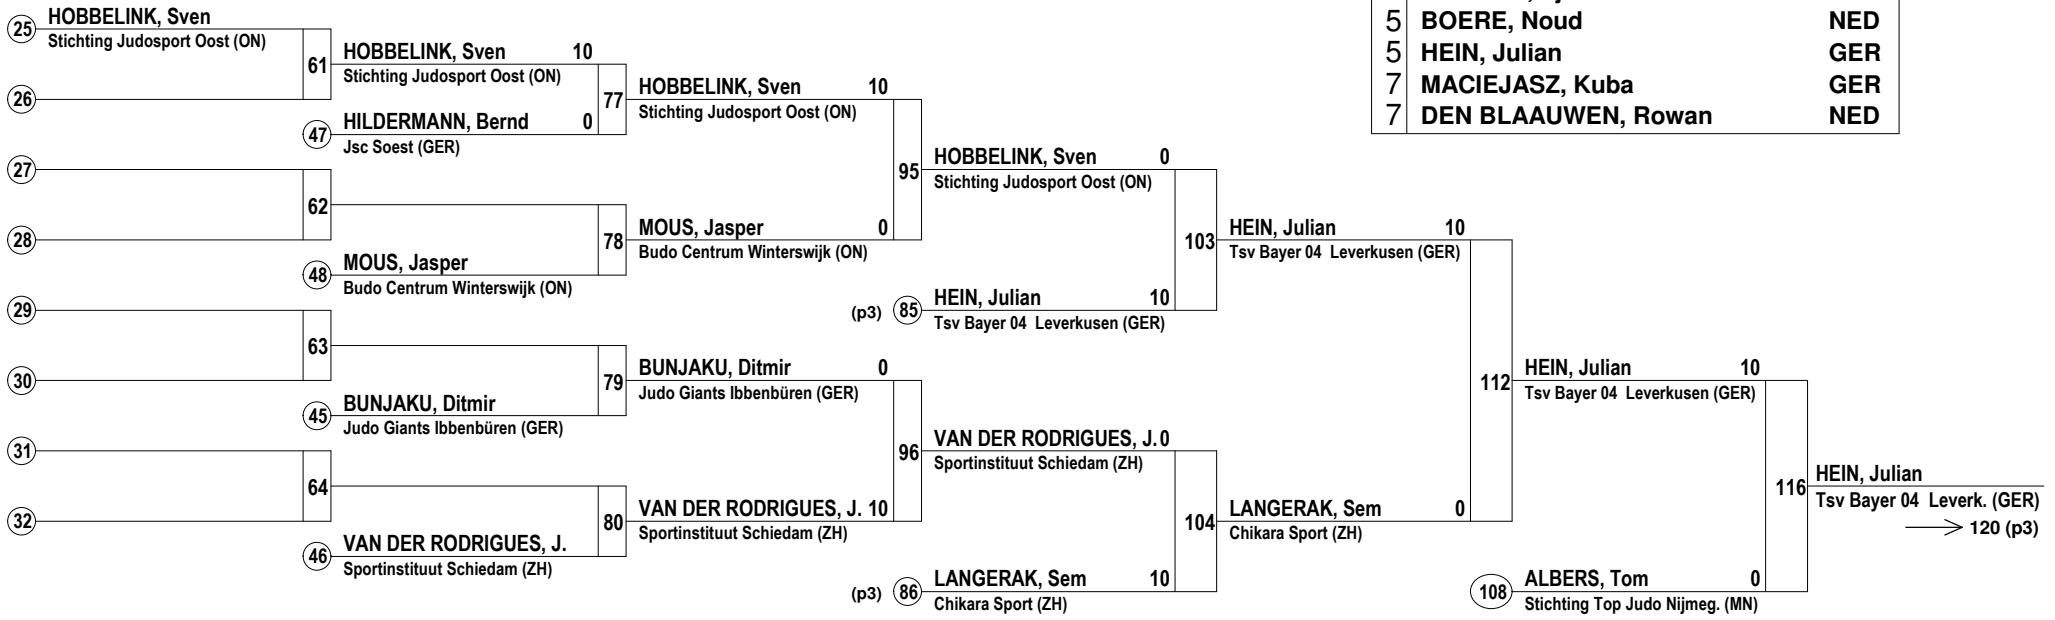 HOBBELINK, Sven
25 Stichting Judosport Oost (ON)
26
61
HOBBELINK, Sven 10
Stichting Judosport Oost (ON)
47 HILDERMANN, Bernd 0
Jsc Soest (GER)
77
HOBBELINK, Sven 10
Stichting Judosport Oost (ON)
27
28
62
48 MOUS, Jasper
Budo Centrum Winterswijk (ON)
78
MOUS, Jasper 0
Budo Centrum Winterswijk (ON)
95
HOBBELINK, Sven 0
Stichting Judosport Oost (ON)
(p3) 85 HEIN, Julian 10
Tsv Bayer 04 Leverkusen (GER)
103
HEIN, Julian 10
Tsv Bayer 04 Leverkusen (GER)
29
30
63
45 BUNJAKU, Ditmir
Judo Giants Ibbenbüren (GER)
79
BUNJAKU, Ditmir 0
Judo Giants Ibbenbüren (GER)
31
32
64
46 VAN DER RODRIGUES, J.
Sportinstituut Schiedam (ZH)
80
VAN DER RODRIGUES, J. 10
Sportinstituut Schiedam (ZH)
96
VAN DER RODRIGUES, J. 0
Sportinstituut Schiedam (ZH)
(p3) 86 LANGERAK, Sem 10
Chikara Sport (ZH)
104
LANGERAK, Sem 0
Chikara Sport (ZH)
112
HEIN, Julian 10
Tsv Bayer 04 Leverkusen (GER)
108 ALBERS, Tom 0
Stichting Top Judo Nijmeg. (MN)
116
HEIN, Julian
Tsv Bayer 04 Leverk. (GER)
120 (p3)
5 BOERE, Noud NED
5 HEIN, Julian GER
7 MACIEJASZ, Kuba GER
7 DEN BLAAUWEN, Rowan NED